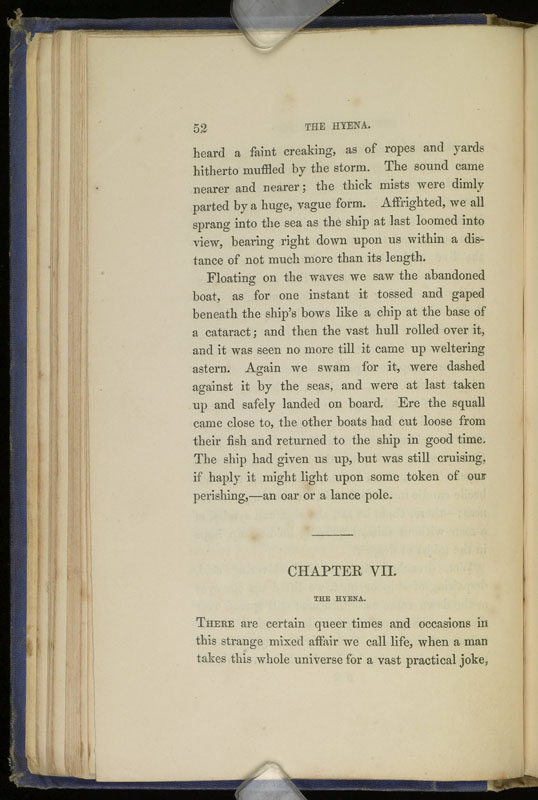 52 THE HYENA.
heard a faint creaking, as of ropes and yards
hitherto muffled by the storm. The sound came
nearer and nearer; the thick mists were dimly
parted by a huge, vague form. Affrighted, we all
sprang into the sea as the ship at last loomed into
view, bearing right down upon us within a dis-
tance of not much more than its length.
Floating on the waves we saw the abandoned
boat, as for one instant it tossed and gaped
beneath the ship's bows like a chip at the base of
a cataract; and then the vast hull rolled over it,
and it was seen no more till it came up weltering
astern. Again we swam for it, were dashed
against it by the seas, and were at last taken
up and safely landed on board. Ere the squall
came close to, the other boats had cut loose from
their fish and returned to the ship in good time.
The ship had given us up, but was still cruising,
if haply it might light upon some token of our
perishing,—an oar or a lance pole.
CHAPTER VII.
THE HYENA.
THERE are certain queer times and occasions in
this strange mixed affair we call life, when a man
takes this whole universe for a vast practical joke,